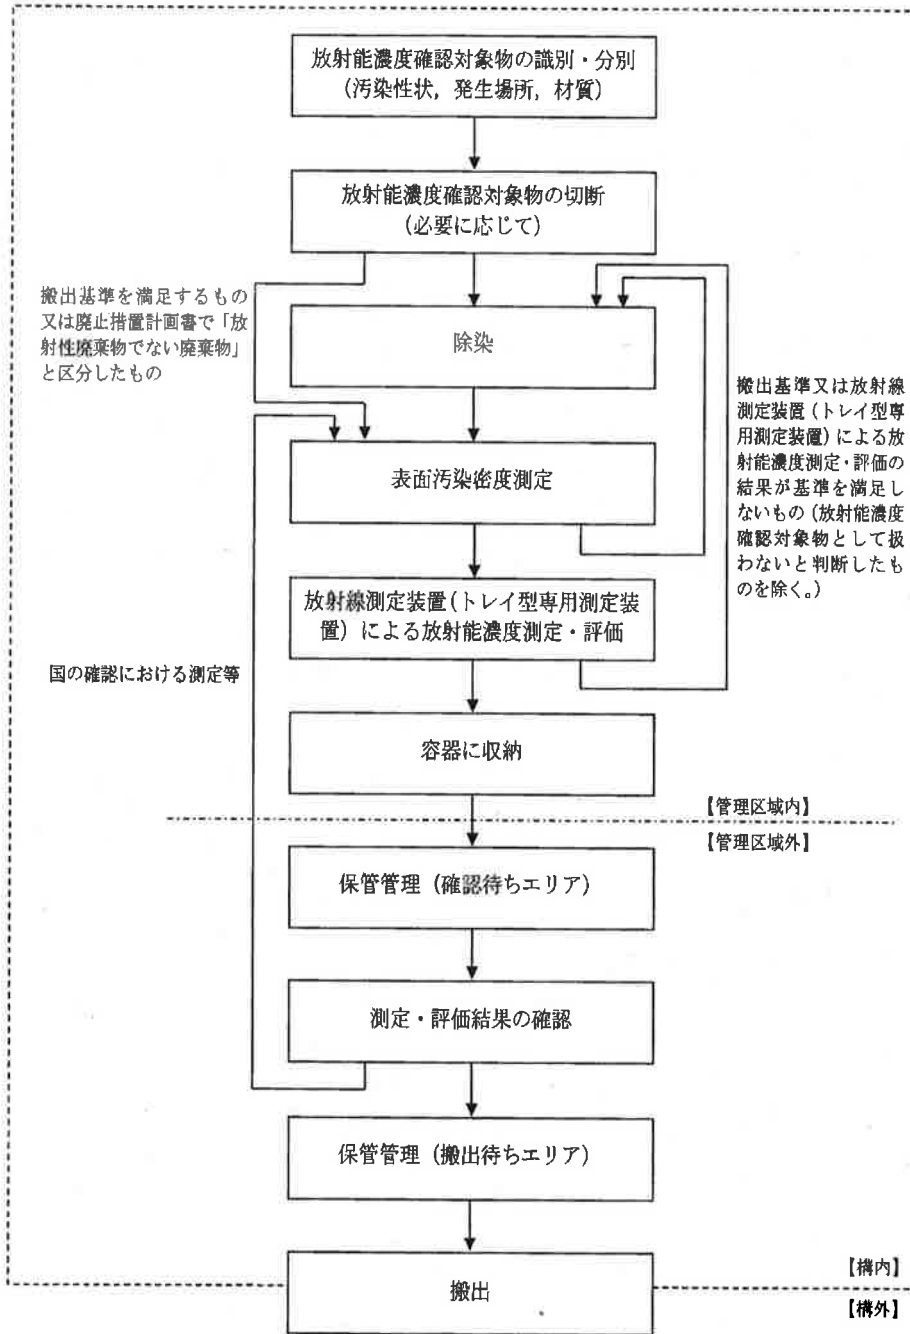 放射能濃度確認対象物の識別・分別
(汚染性状，発生場所，材質)
放射能濃度確認対象物の切断
(必要に応じて)
搬出基準を満足するもの
又は廃止措置計画書で「放
射性廃棄物でない廃棄物」
と区分したもの
除染
搬出基準又は放射線
測定装置(トレイ型専
用測定装置)による放
射能濃度測定・評価の
結果が基準を満足し
ないもの(放射能濃度
確認対象物として扱
わないと判断したも
のを除く。)
表面汚染密度測定
放射線測定装置(トレイ型専用測定装
置)による放射能濃度測定・評価
国の確認における測定等
容器に収納
【管理区域内】
【管理区域外】
保管管理(確認待ちエリア)
測定・評価結果の確認
保管管理(搬出待ちエリア)
【構内】
搬出
【構外】